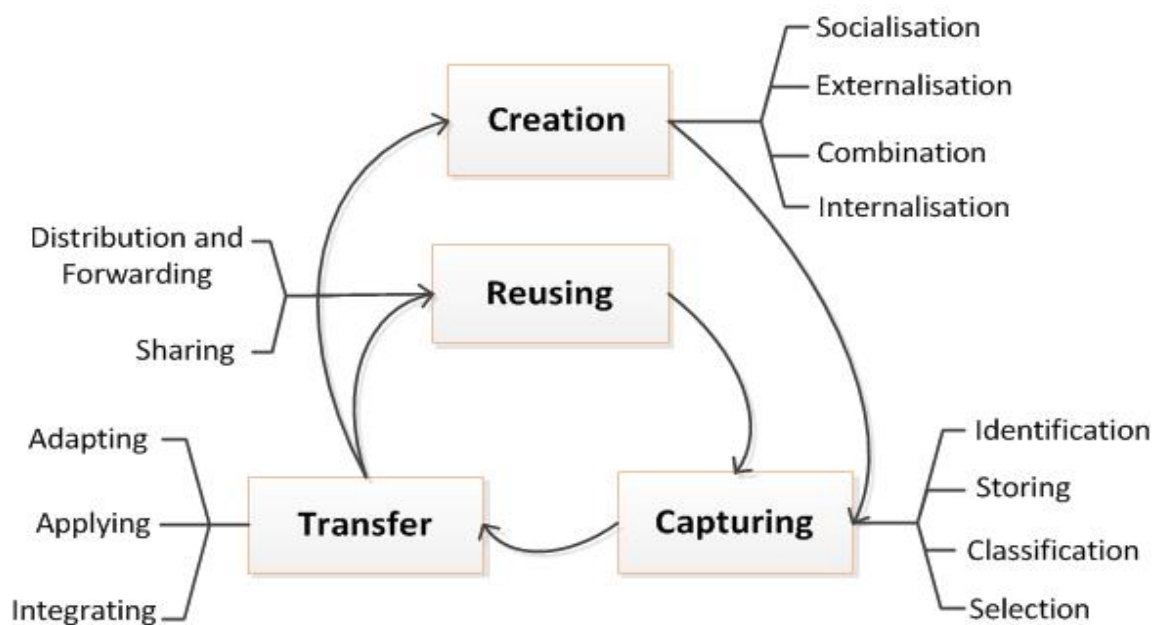 Creation
Socialisation
Externalisation
Combination
Internalisation
Distribution and
Forwarding
Sharing
Reusing
Adapting
Applying
Integrating
Transfer
Capturing
Identification
Storing
Classification
Selection